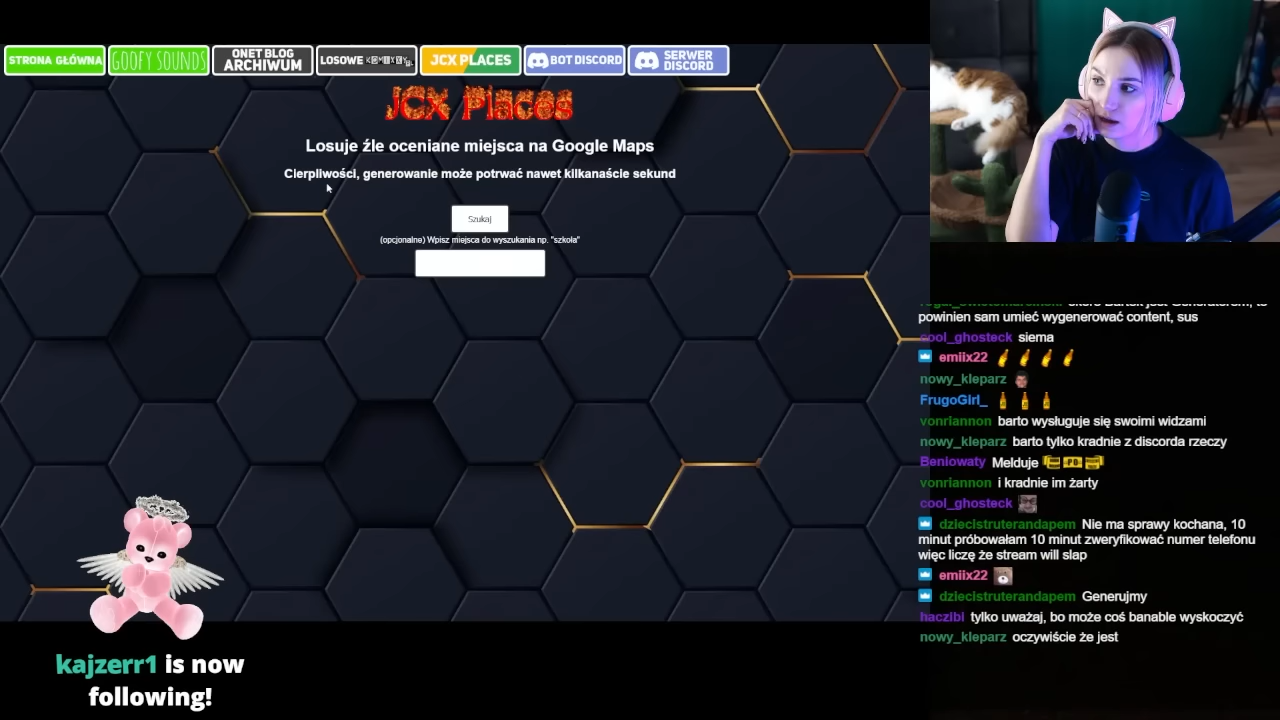 STRONA GŁÓWNA
GOOFY SOUNDS
ONET BLOG
ARCHIWUM
LOSOWE
JCX PLACES
BOT DISCORD
SERWER
DISCORD
JCX Places
Losuje źle oceniane miejsca na Google Maps
Cierpliwości, generowanie może potrwać nawet kilkanaście sekund
Szukaj
(opcjonalne) Wpisz miejsca do wyszukania np. "szkoła"
powinien sam umieć wygenerować content, sus
cool_ghosteck siema
emiix22
nowy_kleparz
FrugoGirl_
vonriannon barto wysługuje się swoimi widzami
nowy_kleparz barto tylko kradnie z discorda rzeczy
Beniowaty Melduje
vonriannon i kradnie im żarty
cool_ghosteck
dziecistruterandapem Nie ma sprawy kochana, 10
minut próbowałam 10 minut zweryfikować numer telefonu
więc liczę że stream will slap
emiix22
dziecistruterandapem Generujmy
haczibi tylko uważaj, bo może coś banable wyskoczyć
nowy_kleparz oczywiście że jest
kajzerr1 is now
following!